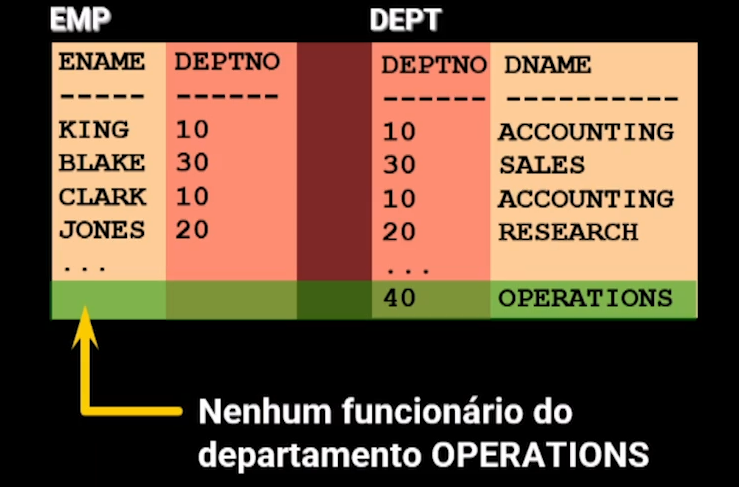 EMP DEPT
ENAME DEPTNO DEPTNO DNAME
----- ------ ------ ----------
KING 10 10 ACCOUNTING
BLAKE 30 30 SALES
CLARK 10 10 ACCOUNTING
JONES 20 20 RESEARCH
... ...
40 OPERATIONS
Nenhum funcionário do
departamento OPERATIONS